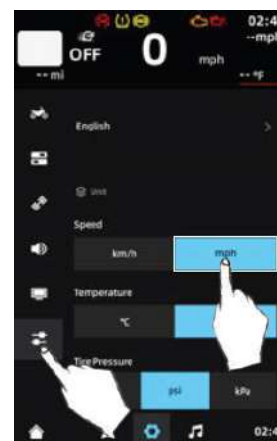 02:4
OFF 0 mph --mpl
-- mi -- °F
English
Unit
Speed
km/h mph
Temperature
℃
Tire Pressure
psi kPa
02:4